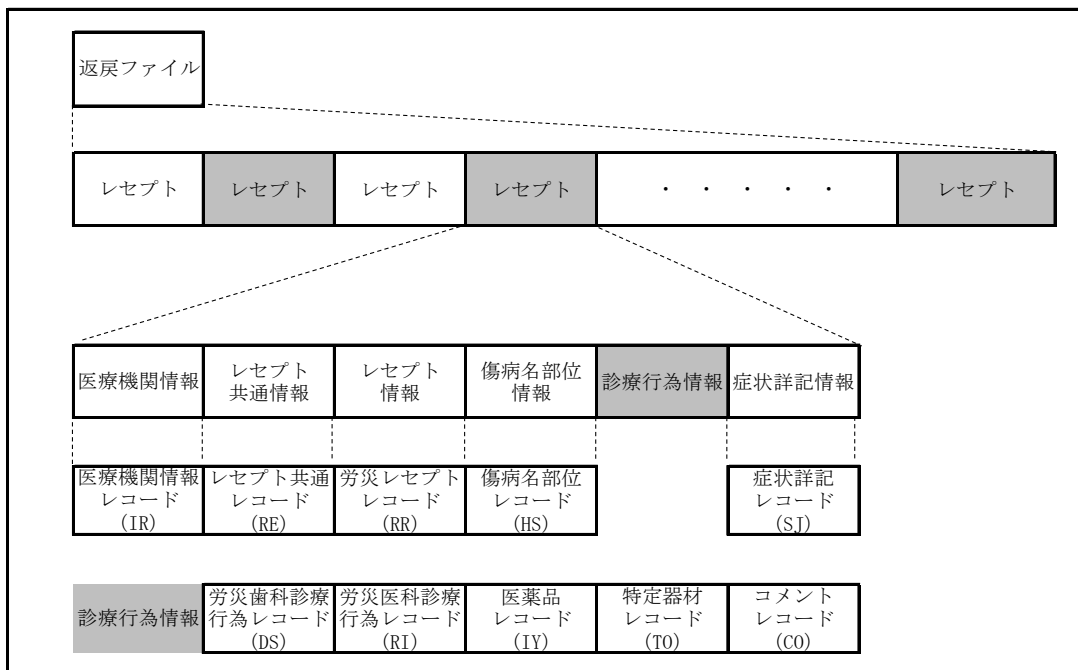 返戻ファイル
レセプト
レセプト
レセプト
レセプト
・ ・ ・ ・ ・
レセプト
医療機関情報
レセプト
共通情報
レセプト
情報
傷病名部位
情報
診療行為情報
症状詳記情報
医療機関情報
レコード
(IR)
レセプト共通
レコード
(RE)
労災レセプト
レコード
(RR)
傷病名部位
レコード
(HS)
症状詳記
レコード
(SJ)
診療行為情報
労災歯科診療
行為レコード
(DS)
労災医科診療
行為レコード
(RI)
医薬品
レコード
(IY)
特定器材
レコード
(TO)
コメント
レコード
(CO)